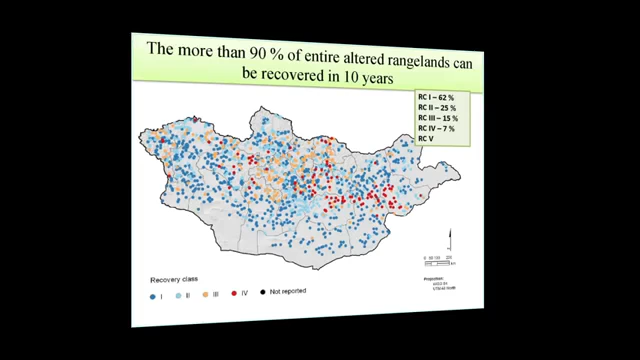 The more than 90 % of entire altered rangelands can
be recovered in 10 years
RC I – 62 %
RC II – 25 %
RC III – 15 %
RC IV – 7 %
RC V
Recovery class
I II III IV Not reported
Projection: